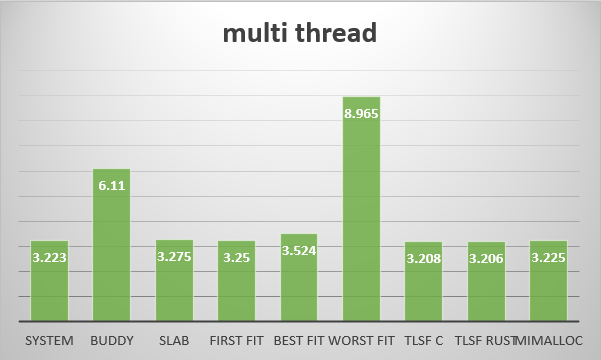 multi thread
3.223
6.11
3.275
3.25
3.524
8.965
3.208
3.206
3.225
SYSTEM
BUDDY
SLAB
FIRST FIT
BEST FIT
WORST FIT
TLSF C
TLSF RUST
MIMALLOC